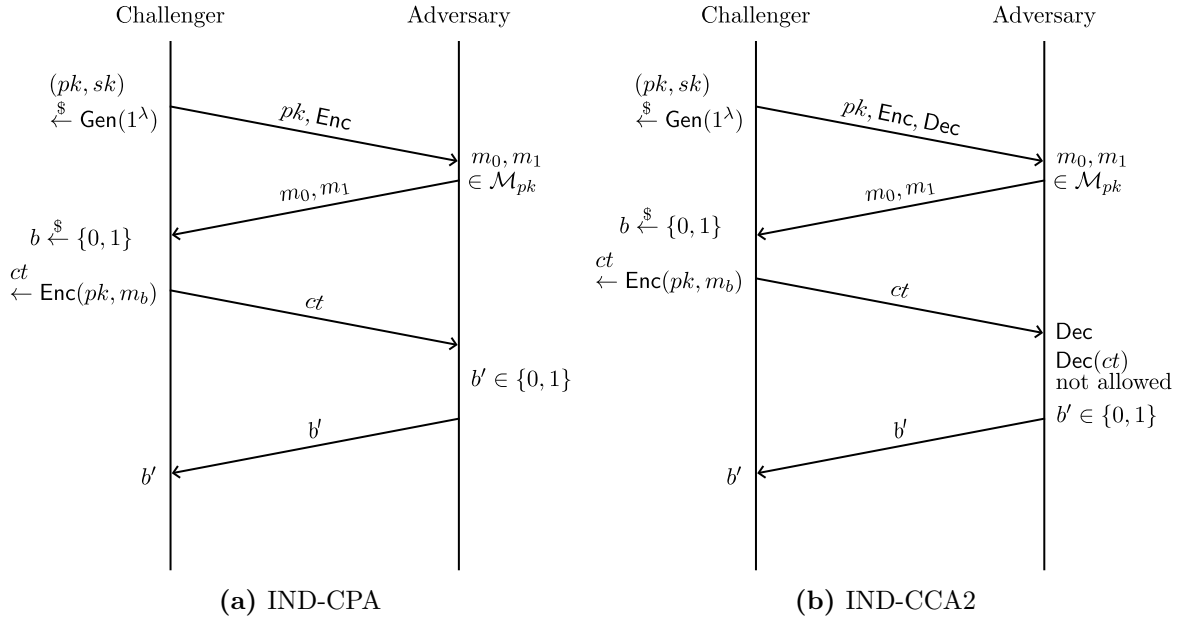 Challenger
Adversary
(pk, sk)
$
← Gen(1^λ)
pk, Enc
m_0, m_1
∈ M_pk
m_0, m_1
$
b ← {0, 1}
ct
← Enc(pk, m_b)
ct
b′ ∈ {0, 1}
b′
b′
(a) IND-CPA
Challenger
Adversary
(pk, sk)
$
← Gen(1^λ)
pk, Enc, Dec
m_0, m_1
∈ M_pk
m_0, m_1
$
b ← {0, 1}
ct
← Enc(pk, m_b)
ct
Dec
Dec(ct)
not allowed
b′ ∈ {0, 1}
b′
b′
(b) IND-CCA2